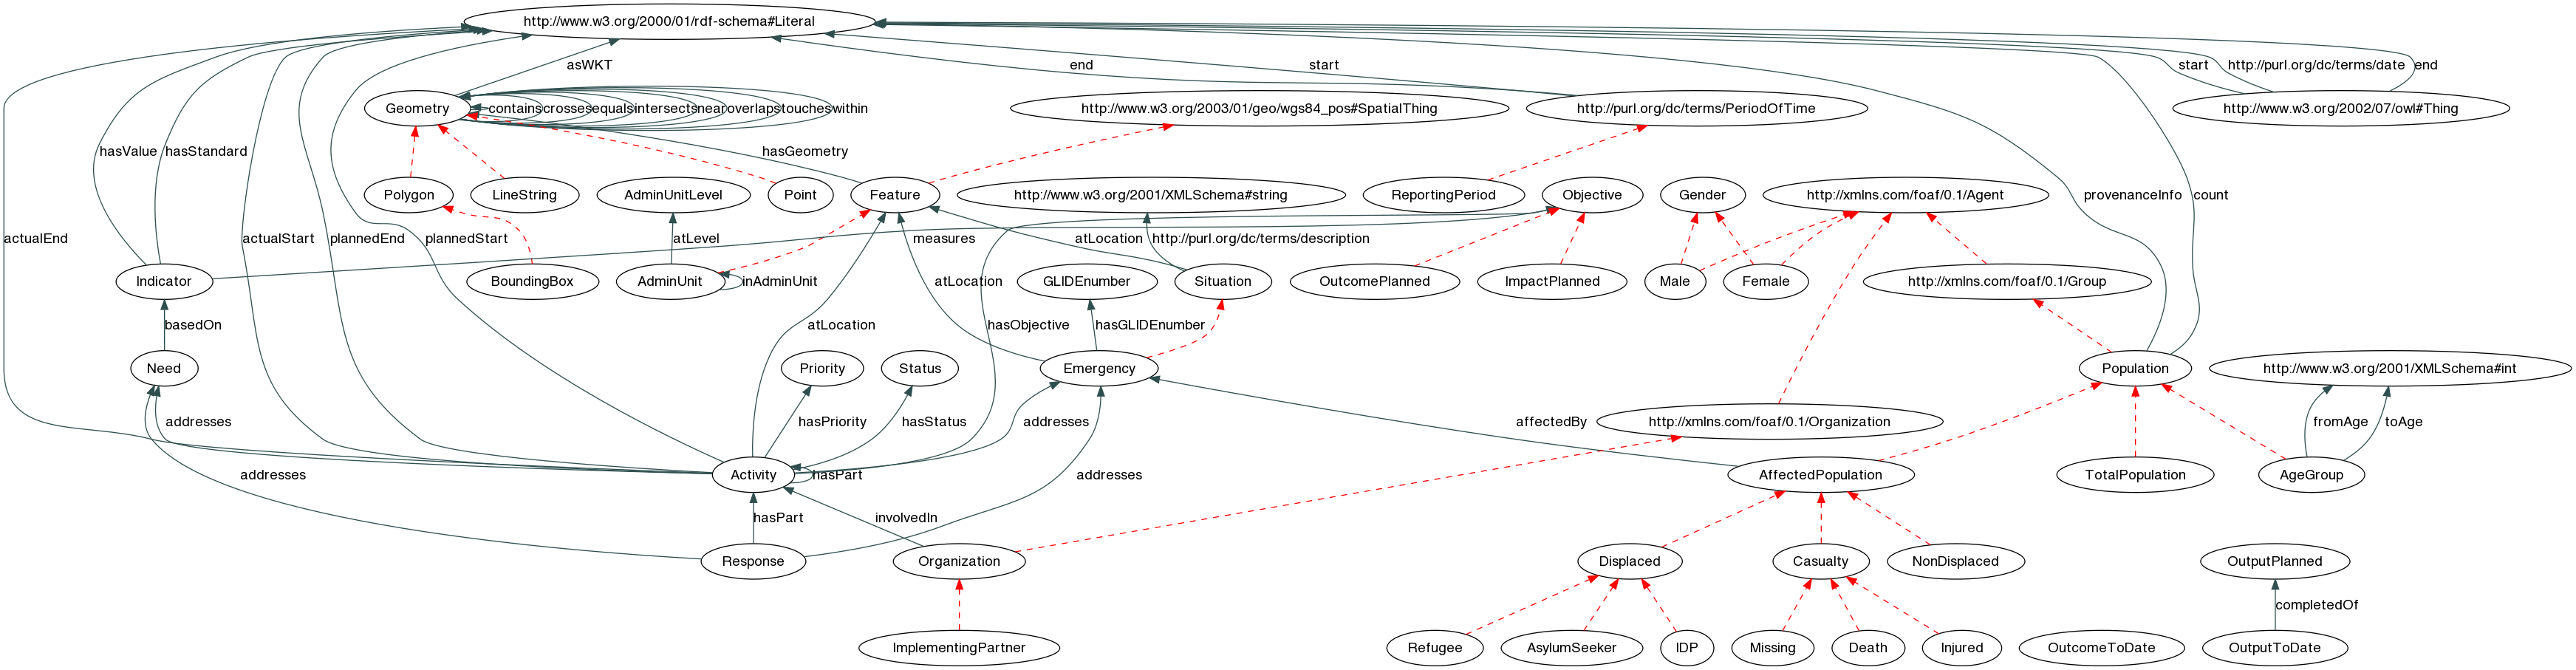 http://www.w3.org/2000/01/rdf-schema#Literal
asWKT
end
start
start
http://purl.org/dc/terms/date
end
Geometry
contains
crosses
equals
intersects
near
overlaps
touches
within
http://www.w3.org/2003/01/geo/wgs84_pos#SpatialThing
http://purl.org/dc/terms/PeriodOfTime
http://www.w3.org/2002/07/owl#Thing
hasValue
hasStandard
hasGeometry
Polygon
LineString
AdminUnitLevel
Point
Feature
http://www.w3.org/2001/XMLSchema#string
ReportingPeriod
Objective
Gender
http://xmlns.com/foaf/0.1/Agent
provenanceInfo
count
actualEnd
actualStart
plannedEnd
plannedStart
atLevel
measures
atLocation
http://purl.org/dc/terms/description
Indicator
BoundingBox
AdminUnit
inAdminUnit
atLocation
GLIDEnumber
Situation
OutcomePlanned
ImpactPlanned
Male
Female
http://xmlns.com/foaf/0.1/Group
basedOn
atLocation
hasObjective
hasGLIDEnumber
Need
Priority
Status
Emergency
Population
http://www.w3.org/2001/XMLSchema#int
addresses
hasPriority
hasStatus
addresses
affectedBy
http://xmlns.com/foaf/0.1/Organization
fromAge
toAge
addresses
Activity
hasPart
addresses
AffectedPopulation
TotalPopulation
AgeGroup
hasPart
involvedIn
Response
Organization
Displaced
Casualty
NonDisplaced
OutputPlanned
completedOf
ImplementingPartner
Refugee
AsylumSeeker
IDP
Missing
Death
Injured
OutcomeToDate
OutputToDate